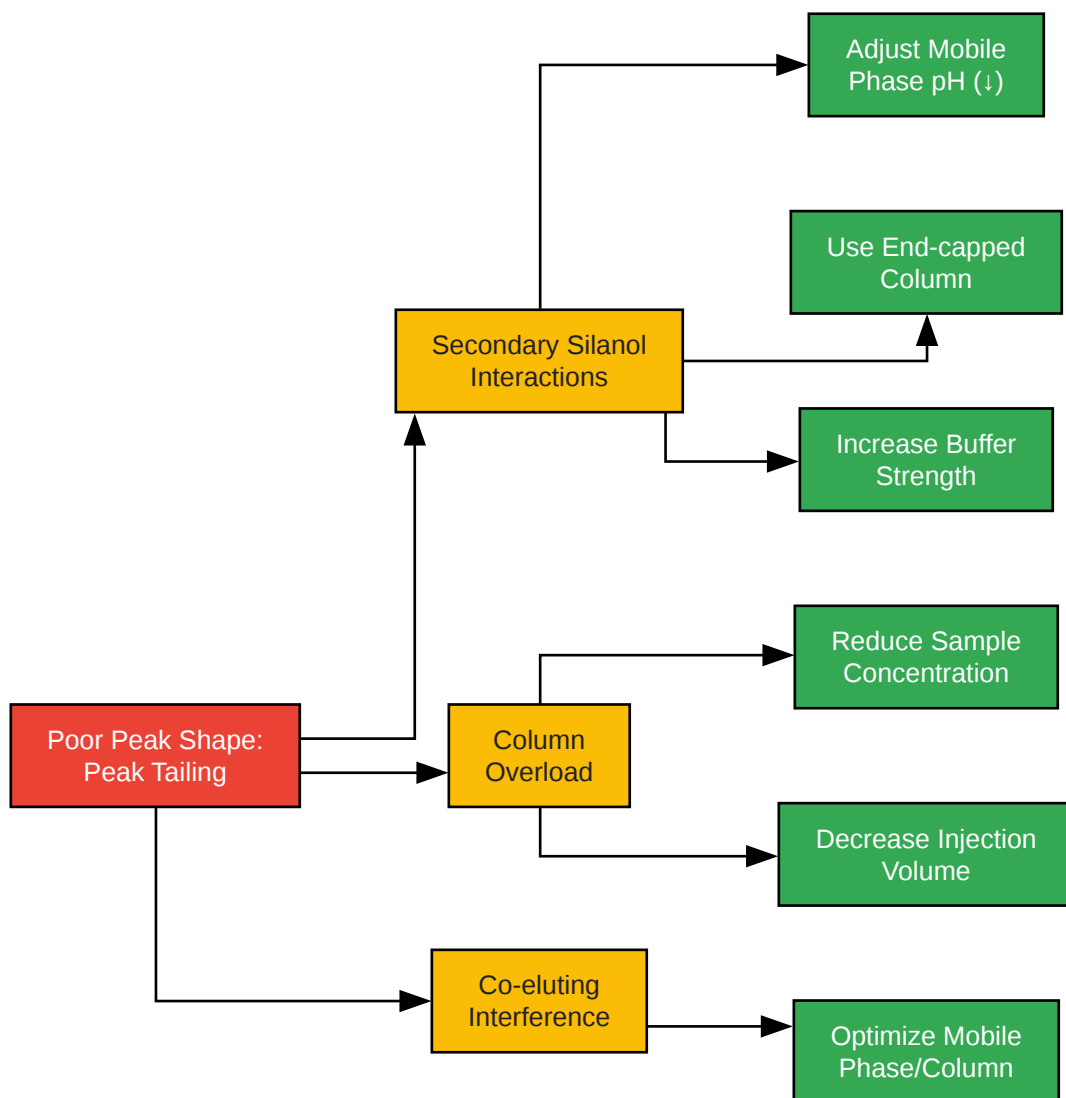 Adjust Mobile
Phase pH (↓)
Use End-capped
Column
Secondary Silanol
Interactions
Increase Buffer
Strength
Reduce Sample
Concentration
Poor Peak Shape:
Peak Tailing
Column
Overload
Decrease Injection
Volume
Co-eluting
Interference
Optimize Mobile
Phase/Column